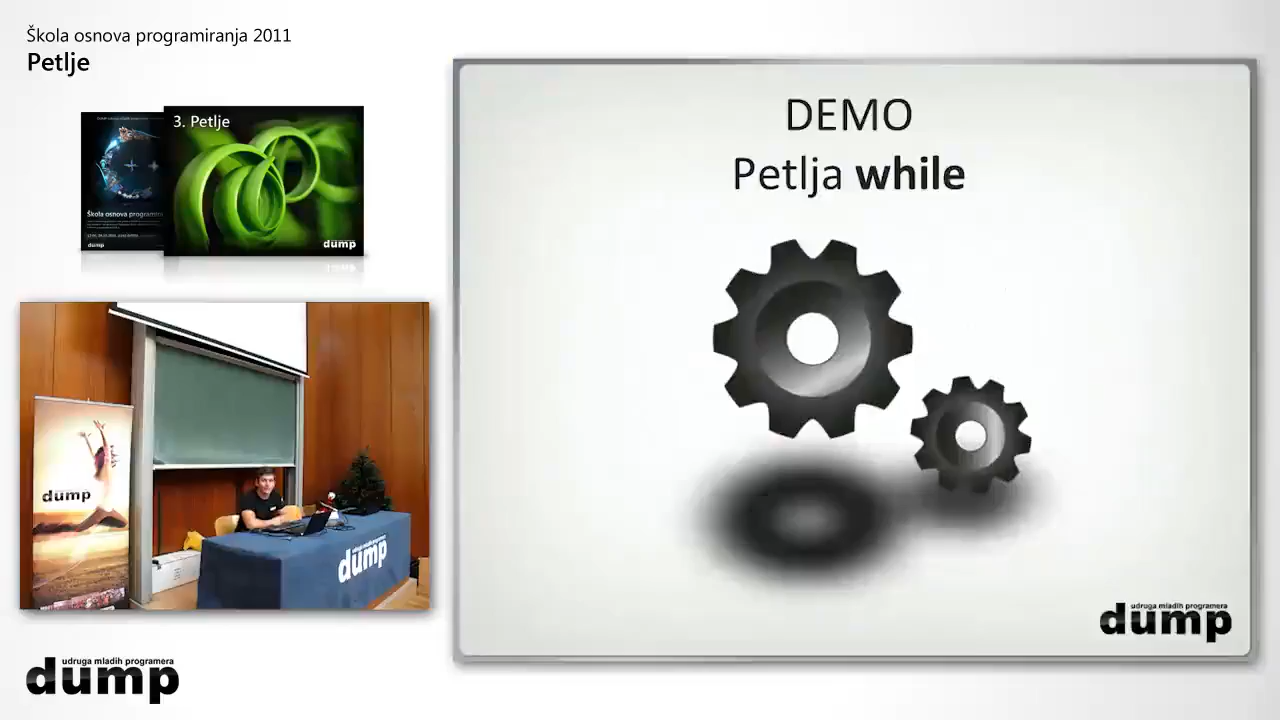 Škola osnova programiranja 2011
Petlje
3. Petlje
Škola osnova
dump
dump
DEMO
Petlja while
dump
dump
udruga mladih programera
dump
udruga mladih programera
dump